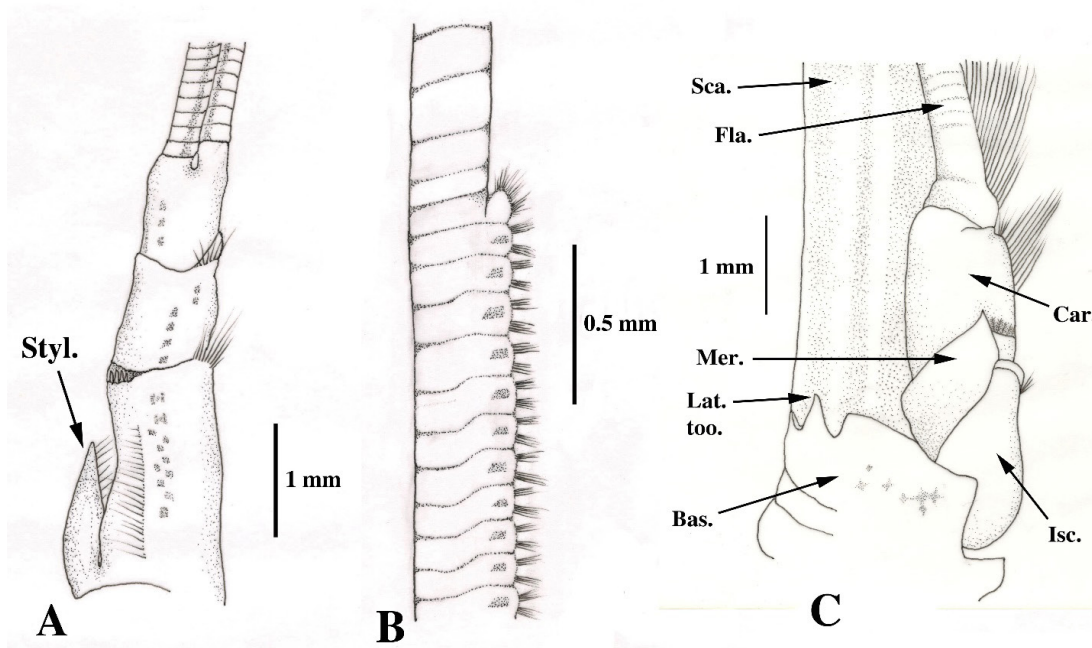 Styl.
1 mm
A
0.5 mm
B
Sca.
Fla.
1 mm
Car
Mer.
Lat.
too.
Bas.
Isc.
C